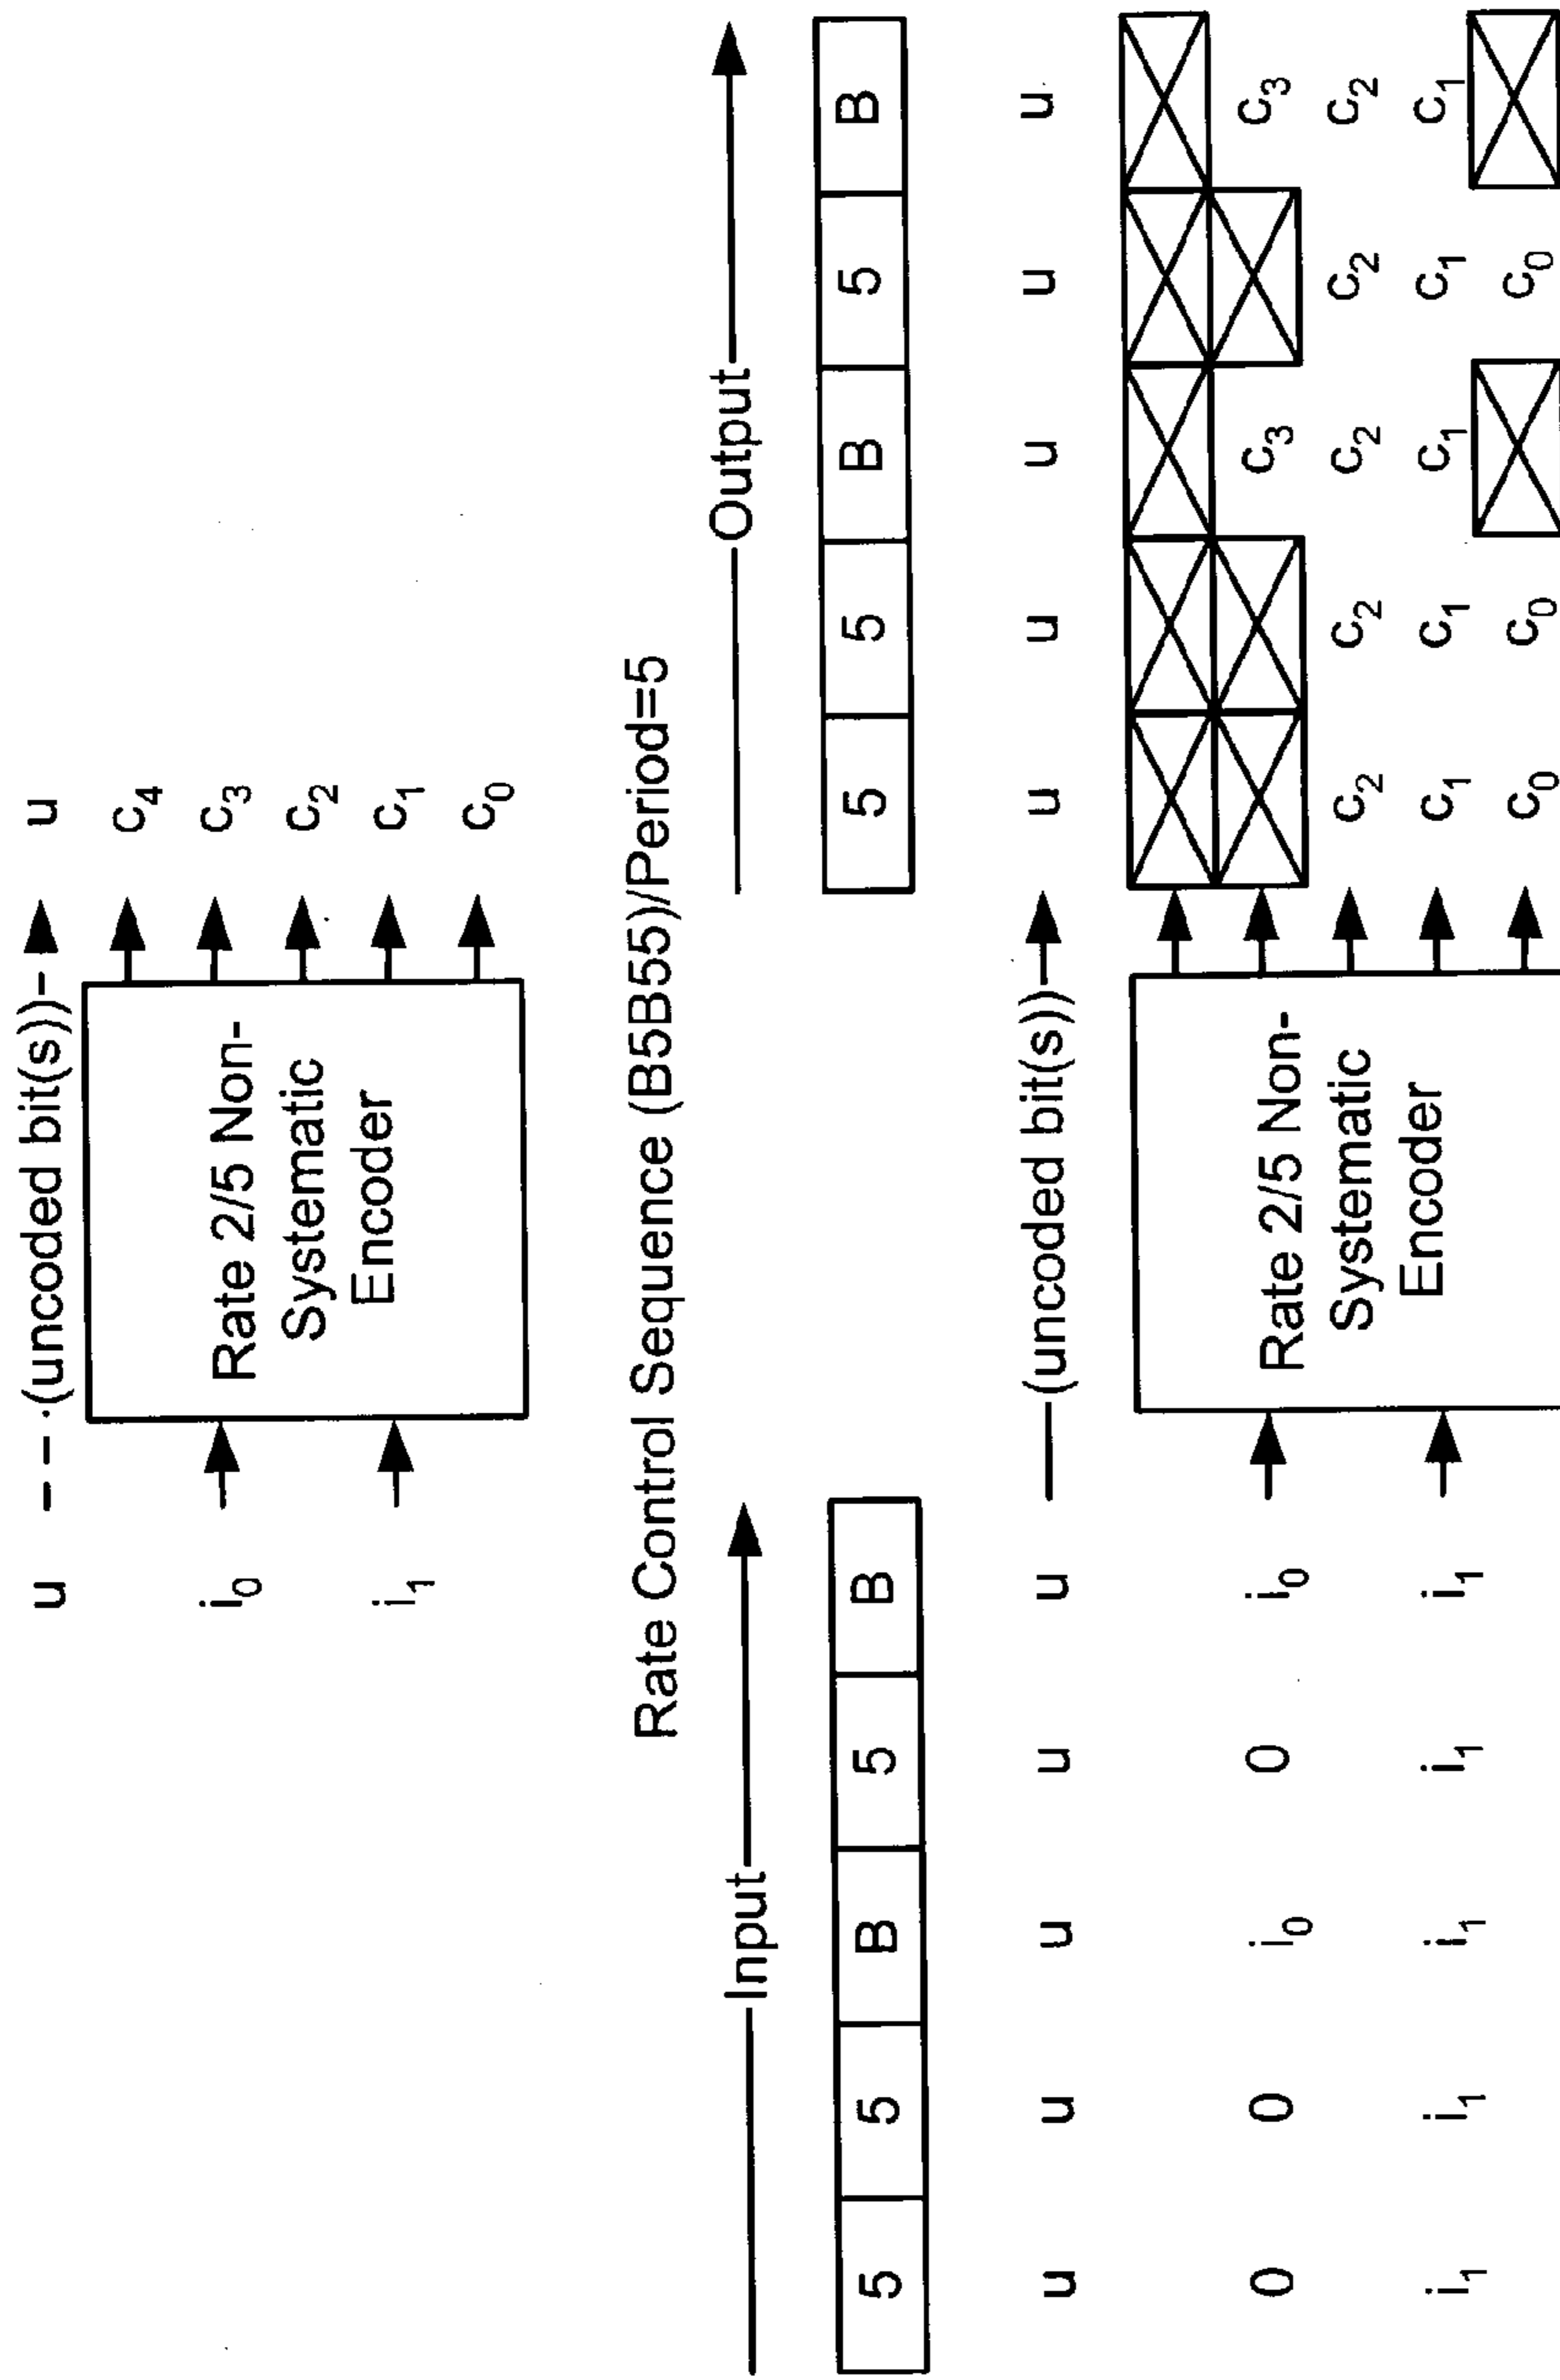 u – – –(uncoded bit(s))– u
i₀ Rate 2/5 Non- c₄
i₁ Systematic c₃
Encoder c₂
c₁
c₀
Rate Control Sequence (B5B55)/Period=5
Input Output
5 5 B 5 B 5 5 B 5 B
u u u u u (uncoded bit(s)) u u u u u
0 0 i₀ 0 i₀ Rate 2/5 Non- c₃ c₃
Systematic c₂ c₂ c₂ c₂ c₂
i₁ i₁ i₁ i₁ i₁ Encoder c₁ c₁ c₁ c₁ c₁
c₀ c₀ c₀